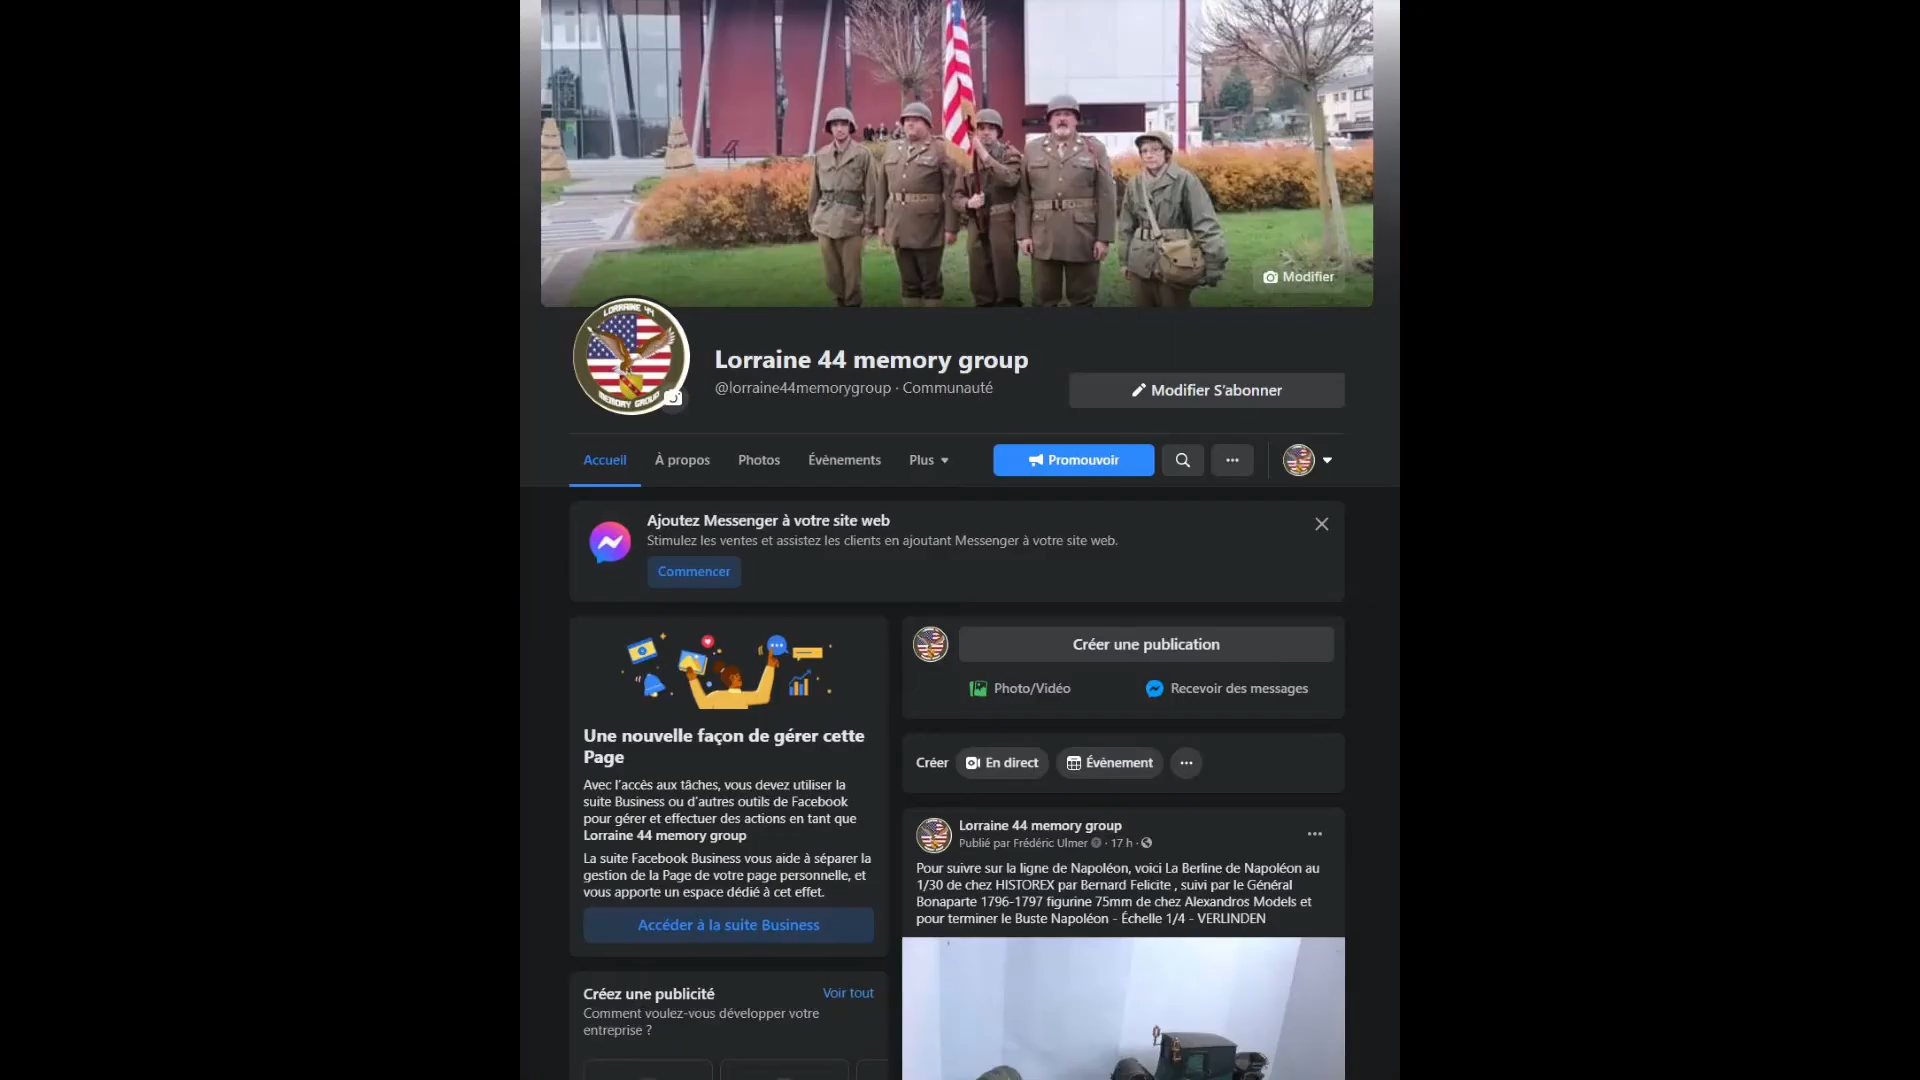 Modifier
LORRAINE 44
MEMORY GROUP
Lorraine 44 memory group
@lorraine44memorygroup · Communauté
Modifier S'abonner
Accueil
À propos
Photos
Évènements
Plus
Promouvoir
Ajoutez Messenger à votre site web
Stimulez les ventes et assistez les clients en ajoutant Messenger à votre site web.
Commencer
Une nouvelle façon de gérer cette
Page
Avec l'accès aux tâches, vous devez utiliser la
suite Business ou d'autres outils de Facebook
pour gérer et effectuer des actions en tant que
Lorraine 44 memory group
La suite Facebook Business vous aide à séparer la
gestion de la Page de votre page personnelle, et
vous apporte un espace dédié à cet effet.
Accéder à la suite Business
Créez une publicité
Voir tout
Comment voulez-vous développer votre
entreprise ?
Créer une publication
Photo/Vidéo
Recevoir des messages
Créer
En direct
Évènement
Lorraine 44 memory group
Publié par Frédéric Ulmer · 17 h ·
Pour suivre sur la ligne de Napoléon, voici La Berline de Napoléon au
1/30 de chez HISTOREX par Bernard Felicite , suivi par le Général
Bonaparte 1796-1797 figurine 75mm de chez Alexandros Models et
pour terminer le Buste Napoléon - Échelle 1/4 - VERLINDEN